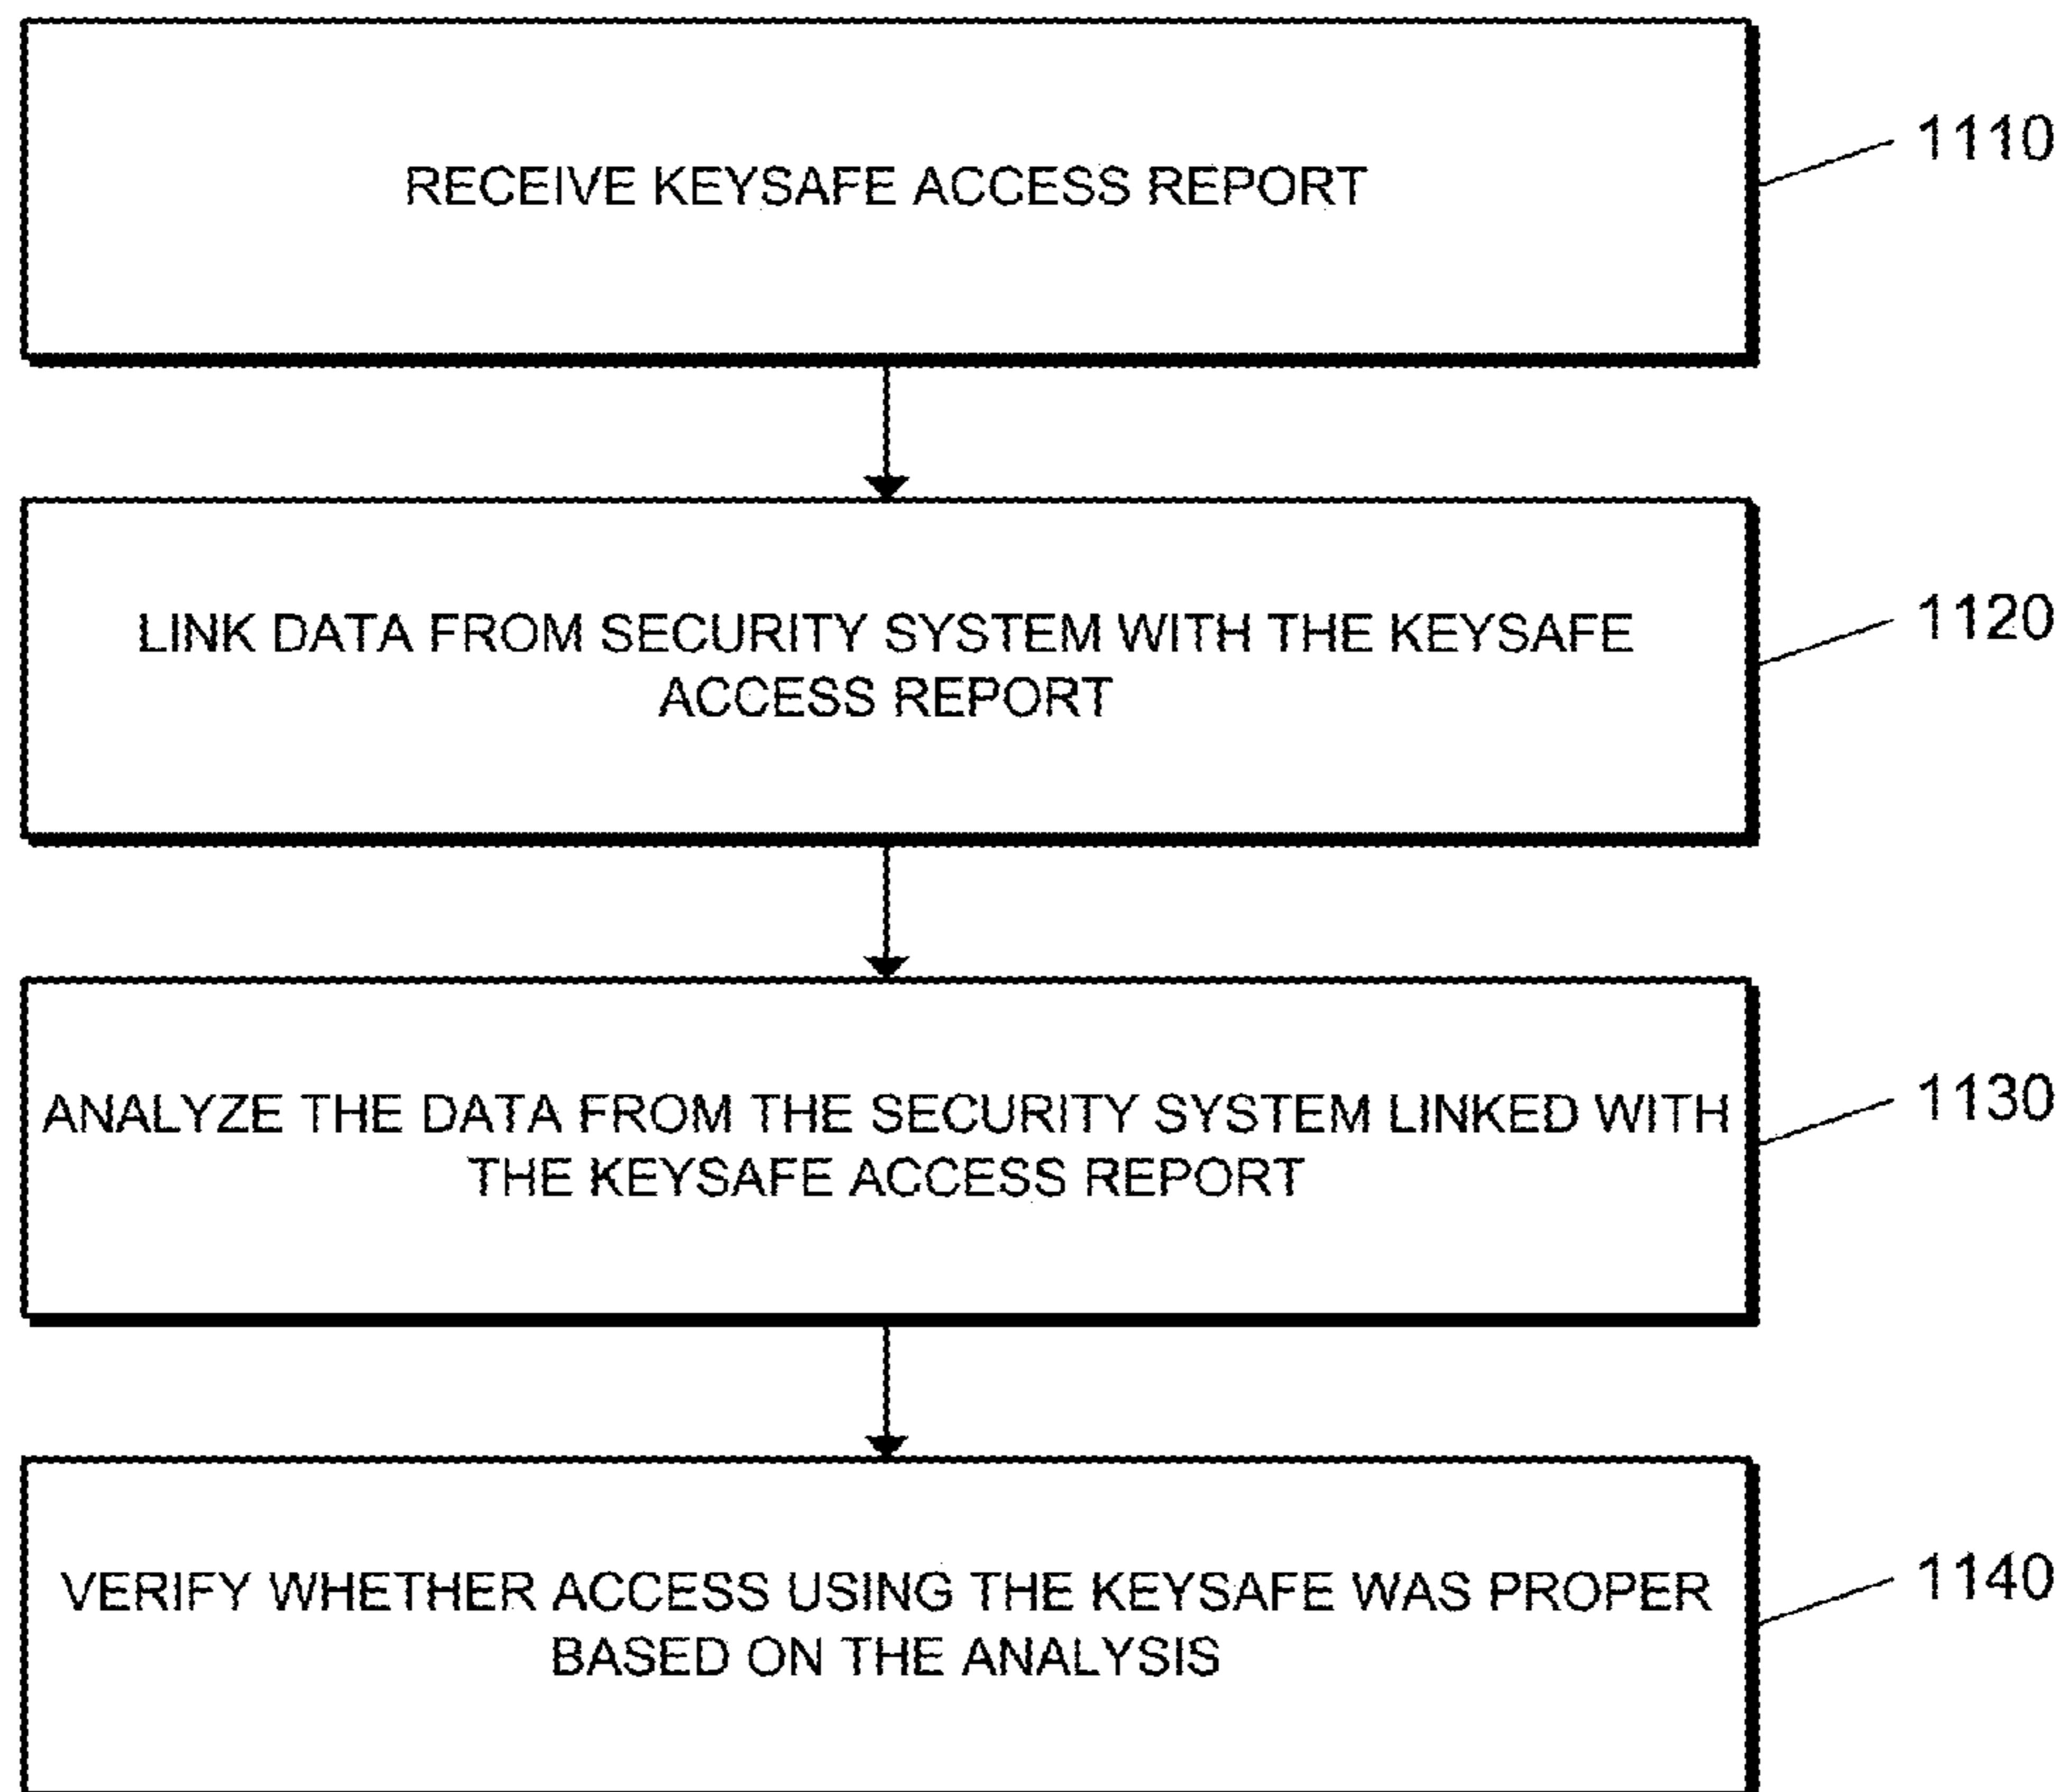 RECEIVE KEYSAFE ACCESS REPORT
1110
LINK DATA FROM SECURITY SYSTEM WITH THE KEYSAFE
ACCESS REPORT
1120
ANALYZE THE DATA FROM THE SECURITY SYSTEM LINKED WITH
THE KEYSAFE ACCESS REPORT
1130
VERIFY WHETHER ACCESS USING THE KEYSAFE WAS PROPER
BASED ON THE ANALYSIS
1140